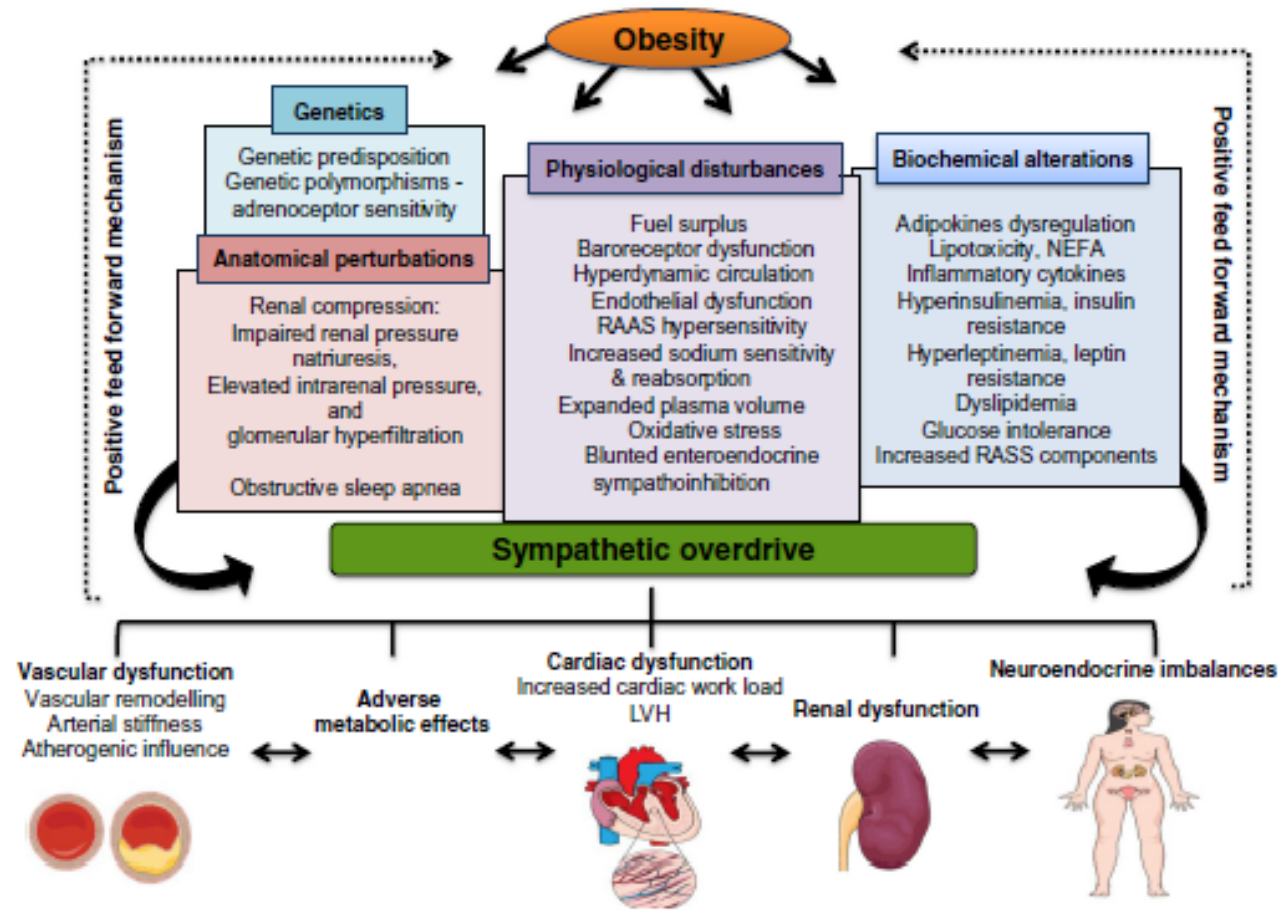 Obesity
Positive feed forward mechanism
Genetics
Genetic predisposition
Genetic polymorphisms -
adrenoceptor sensitivity
Anatomical perturbations
Renal compression:
Impaired renal pressure
natriuresis,
Elevated intrarenal pressure,
and
glomerular hyperfiltration
Obstructive sleep apnea
Physiological disturbances
Fuel surplus
Baroreceptor dysfunction
Hyperdynamic circulation
Endothelial dysfunction
RAAS hypersensitivity
Increased sodium sensitivity
& reabsorption
Expanded plasma volume
Oxidative stress
Blunted enteroendocrine
sympathoinhibition
Biochemical alterations
Adipokines dysregulation
Lipotoxicity, NEFA
Inflammatory cytokines
Hyperinsulinemia, insulin
resistance
Hyperleptinemia, leptin
resistance
Dyslipidemia
Glucose intolerance
Increased RASS components
Positive feed forward mechanism
Sympathetic overdrive
Vascular dysfunction
Vascular remodelling
Arterial stiffness
Atherogenic influence
Adverse
metabolic effects
Cardiac dysfunction
Increased cardiac work load
LVH
Renal dysfunction
Neuroendocrine imbalances